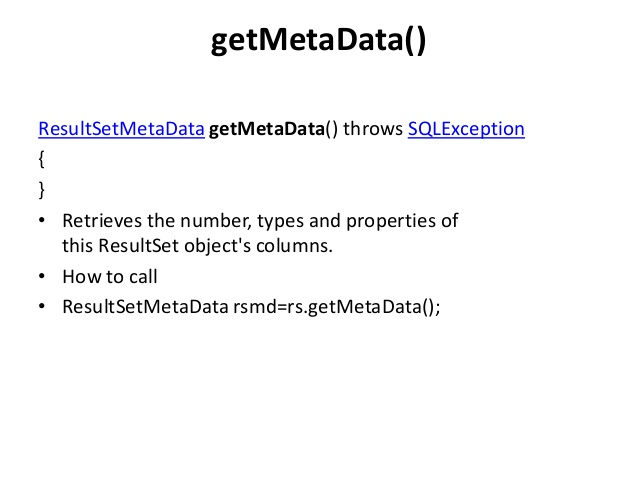 getMetaData()
ResultSetMetaData getMetaData() throws SQLException
{
}
• Retrieves the number, types and properties of
this ResultSet object's columns.
• How to call
• ResultSetMetaData rsmd=rs.getMetaData();